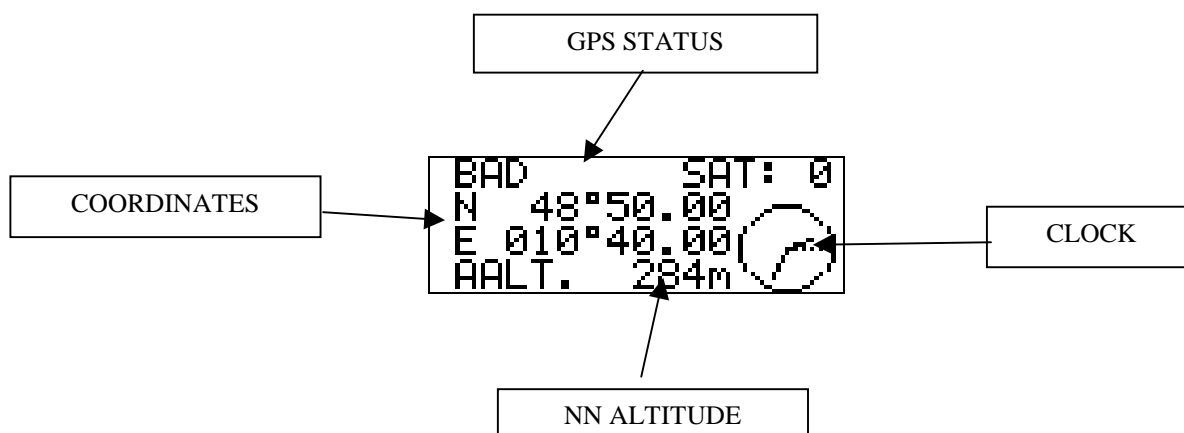 GPS STATUS
BAD SAT: 0
COORDINATES
N 48°50.00
E 010°40.00
CLOCK
AALT. 284m
NN ALTITUDE